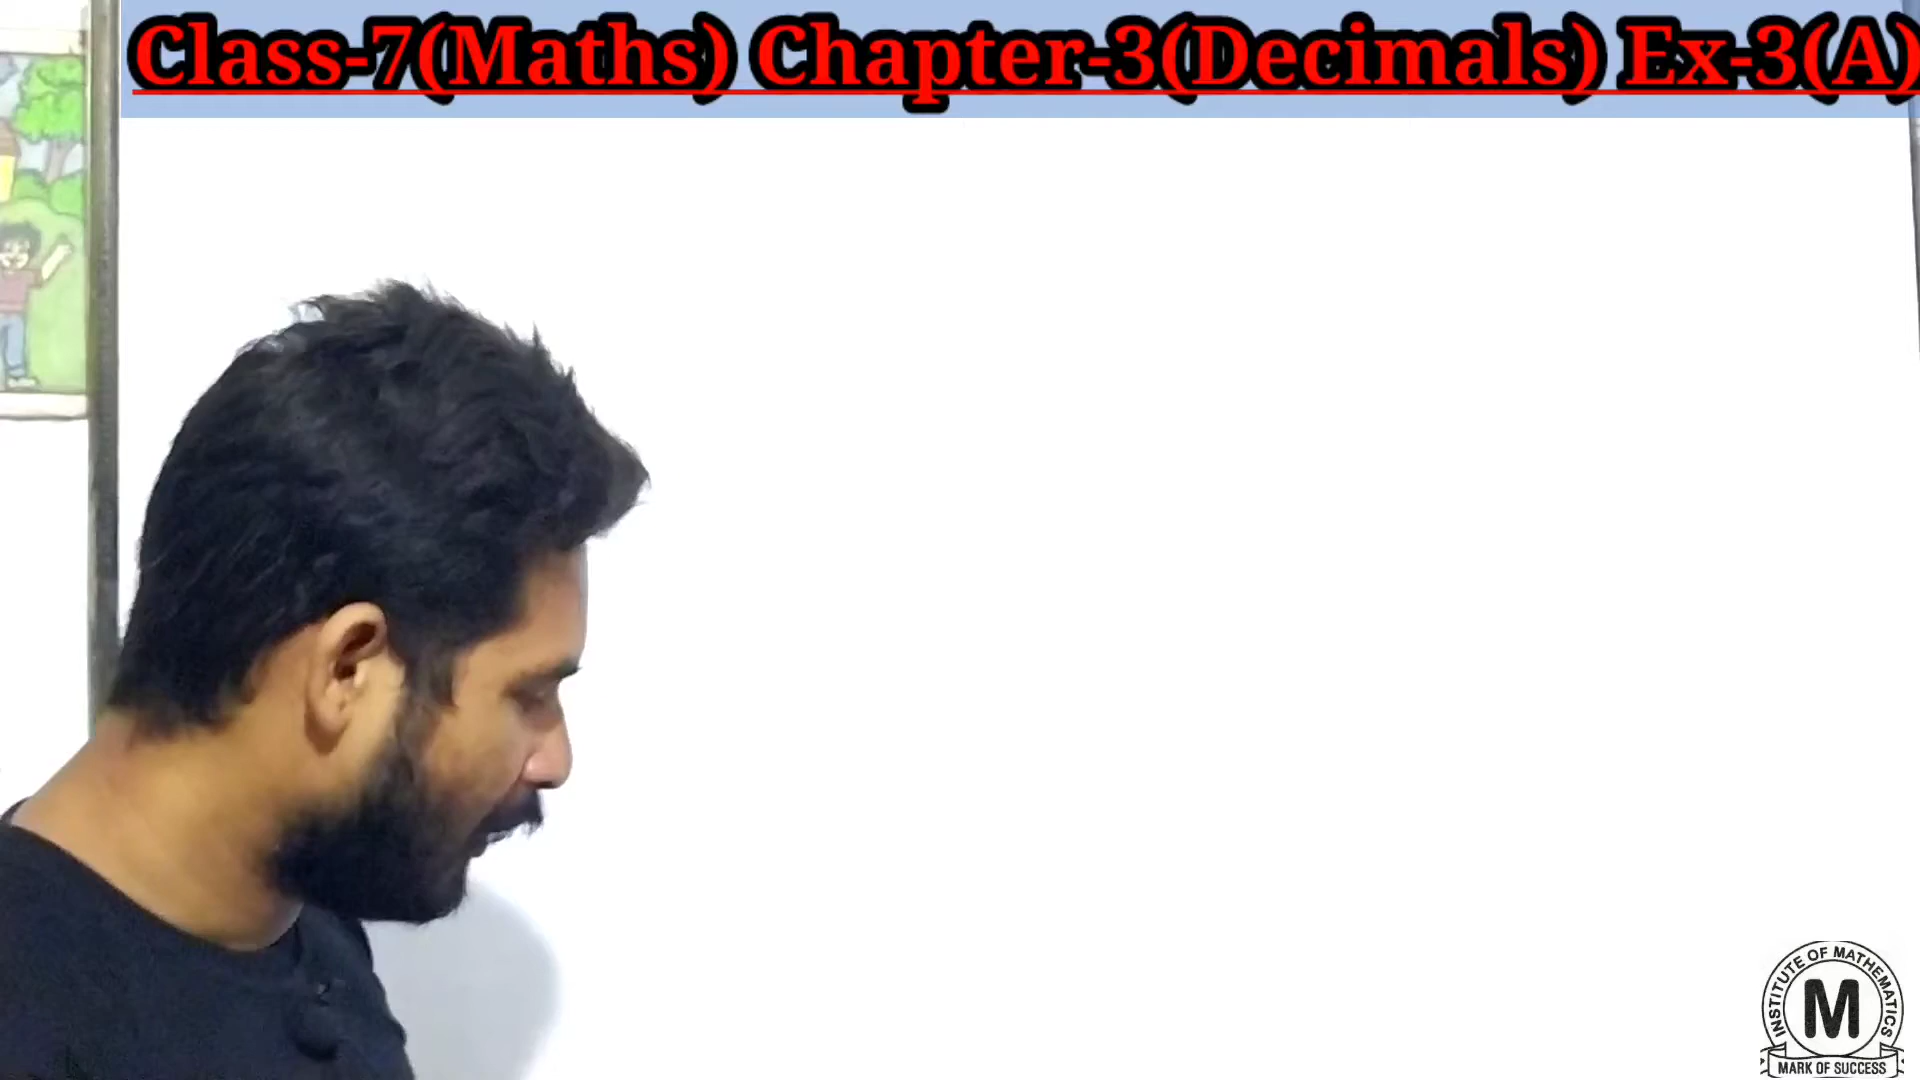 Class-7(Maths) Chapter-3(Decimals) Ex-3(A)
INSTITUTE OF MATHEMATICS
M
MARK OF SUCCESS